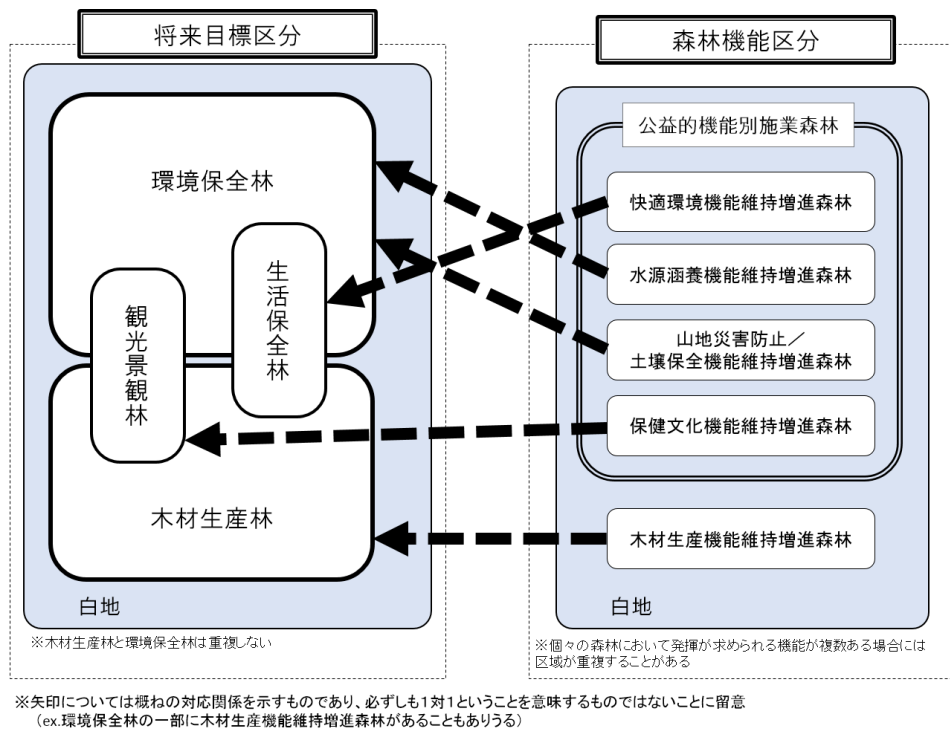 将来目標区分
環境保全林
生活保全林
観光景観林
木材生産林
白地
※木材生産林と環境保全林は重複しない
森林機能区分
公益的機能別施業森林
快適環境機能維持増進森林
水源涵養機能維持増進森林
山地災害防止／
土壌保全機能維持増進森林
保健文化機能維持増進森林
木材生産機能維持増進森林
白地
※個々の森林において発揮が求められる機能が複数ある場合には
区域が重複することがある
※矢印については概ねの対応関係を示すものであり、必ずしも１対１ということを意味するものではないことに留意
（ex.環境保全林の一部に木材生産機能維持増進森林があることもありうる）